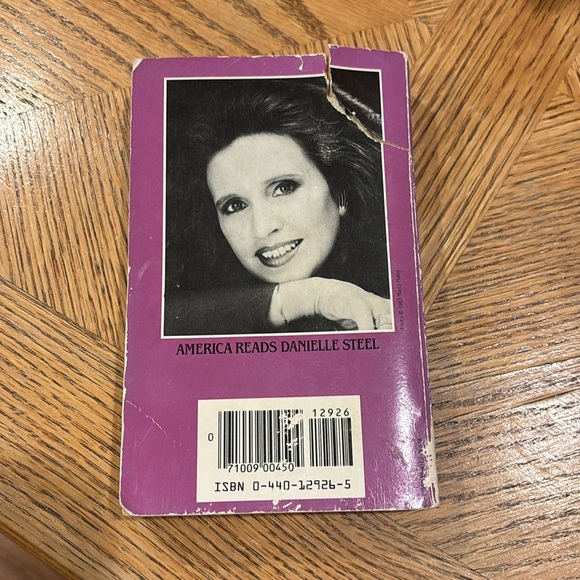 AMERICA READS DANIELLE STEEL
12926
0
71009 00450
ISBN 0-440-12926-5